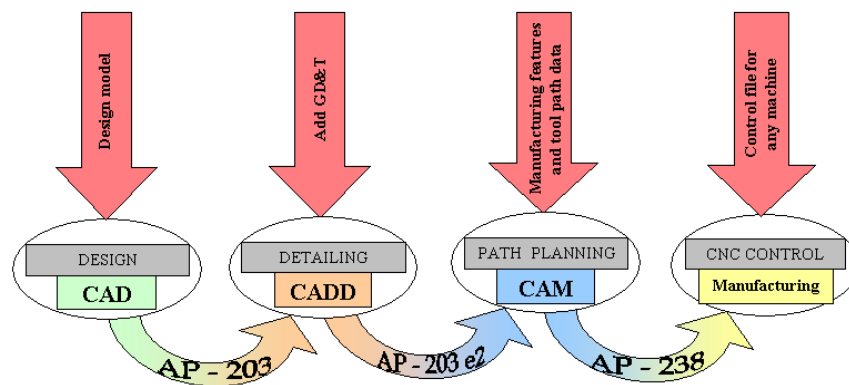 Design model
Add GD&T
Manufacturing features
and tool path data
Control file for
any machine
DESIGN
CAD
DETAILING
CADD
PATH PLANNING
CAM
CNC CONTROL
Manufacturing
AP - 203
AP - 203 e2
AP - 238